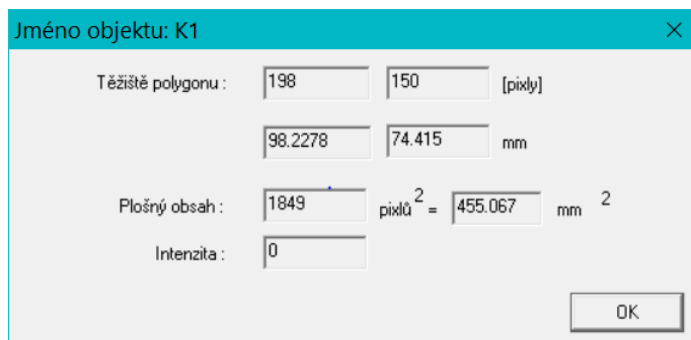 Jméno objektu: K1
Těžiště polygonu : 198 150 [pixly]
98.2278 74.415 mm
Plošný obsah : 1849 pixlů 2 = 455.067 mm 2
Intenzita : 0
OK